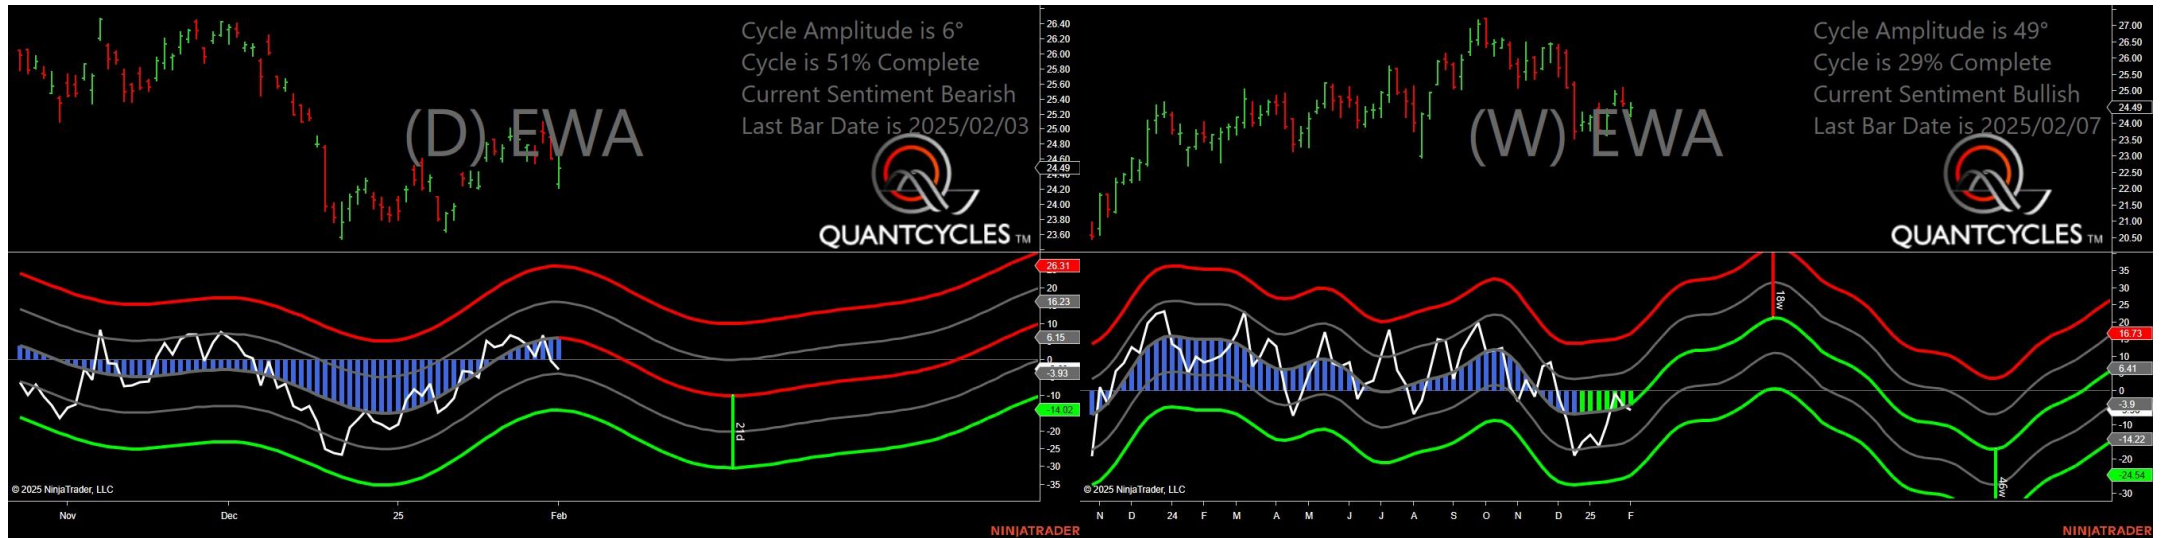 Cycle Amplitude is 6°
Cycle is 51% Complete
Current Sentiment Bearish
Last Bar Date is 2025/02/03
(D) EWA
QUANTCYCLES TM
26.40
26.20
26.00
25.80
25.60
25.40
25.20
25.00
24.80
24.60
24.49
24.40
24.20
24.00
23.80
23.60
26.31
20
16.23
10
6.15
0
-3.93
-10
-14.02
-20
-25
-30
-35
21d
© 2025 NinjaTrader, LLC
Nov
Dec
25
Feb
NINJATRADER
Cycle Amplitude is 49°
Cycle is 29% Complete
Current Sentiment Bullish
Last Bar Date is 2025/02/07
(W) EWA
QUANTCYCLES TM
27.00
26.50
26.00
25.50
25.00
24.49
24.00
23.50
23.00
22.50
22.00
21.50
21.00
20.50
35
30
25
20
16.73
10
6.41
0
-3.9
-10
-14.22
-20
-24.54
-30
18w
46w
© 2025 NinjaTrader, LLC
N D 24 F M A M J J A S O N D 25 F
NINJATRADER